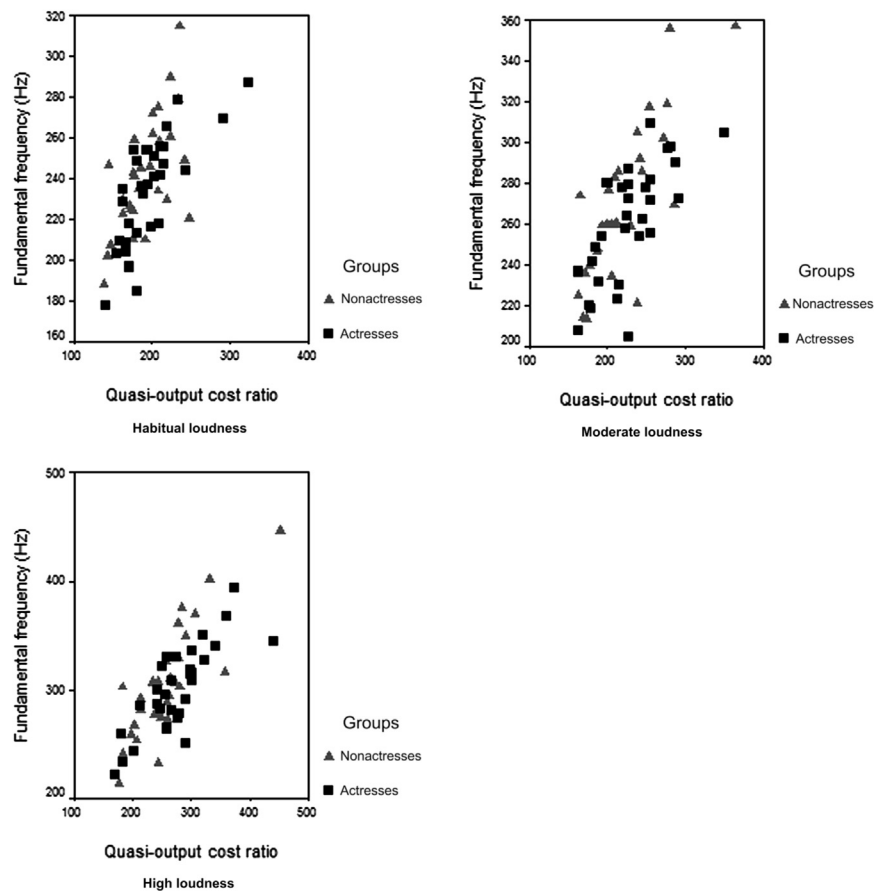 320
300
280
260
240
220
200
180
160
Fundamental frequency (Hz)
100 200 300 400
Quasi-output cost ratio
Habitual loudness
Groups
Nonactresses
Actresses
360
340
320
300
280
260
240
220
200
Fundamental frequency (Hz)
100 200 300 400
Quasi-output cost ratio
Moderate loudness
Groups
Nonactresses
Actresses
500
400
300
200
Fundamental frequency (Hz)
100 200 300 400 500
Quasi-output cost ratio
High loudness
Groups
Nonactresses
Actresses